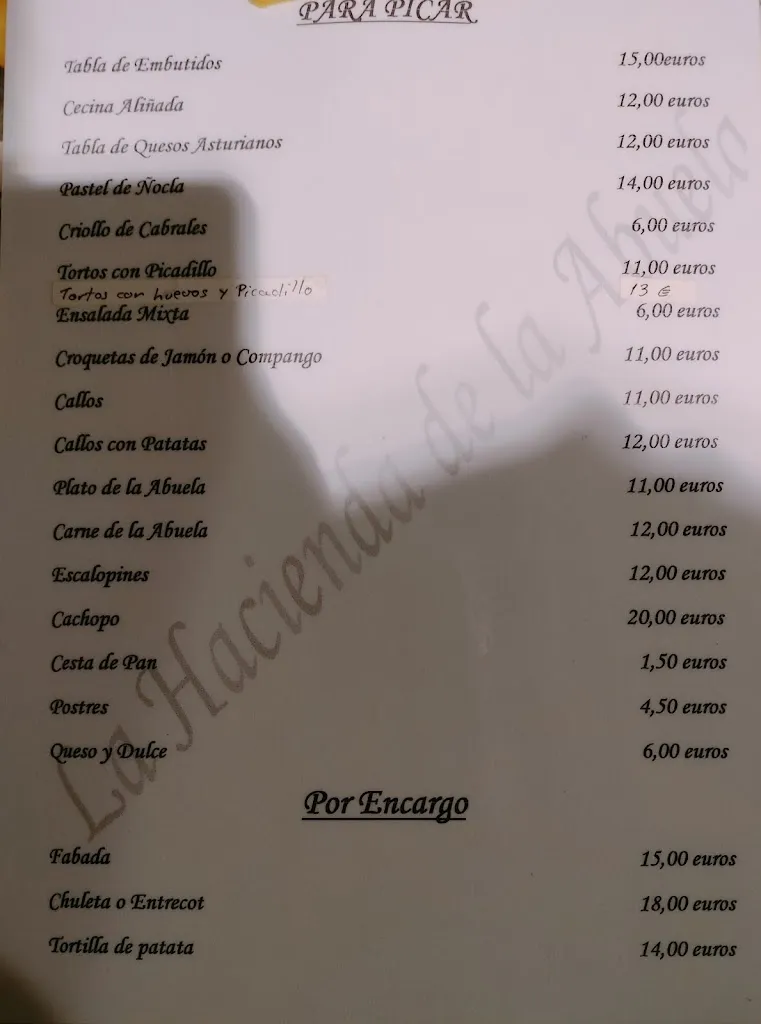 PARA PICAR
Tabla de Embutidos 15,00euros
Cecina Aliñada 12,00 euros
Tabla de Quesos Asturianos 12,00 euros
Pastel de Ñocla 14,00 euros
Criollo de Cabrales 6,00 euros
Tortos con Picadillo 11,00 euros
Tortos con huevos y Picadillo 13 €
Ensalada Mixta 6,00 euros
Croquetas de Jamón o Compango 11,00 euros
Callos 11,00 euros
Callos con Patatas 12,00 euros
Plato de la Abuela 11,00 euros
Carne de la Abuela 12,00 euros
Escalopines 12,00 euros
Cachopo 20,00 euros
Cesta de Pan 1,50 euros
Postres 4,50 euros
Queso y Dulce 6,00 euros
La Hacienda de la Abuela
Por Encargo
Fabada 15,00 euros
Chuleta o Entrecot 18,00 euros
Tortilla de patata 14,00 euros